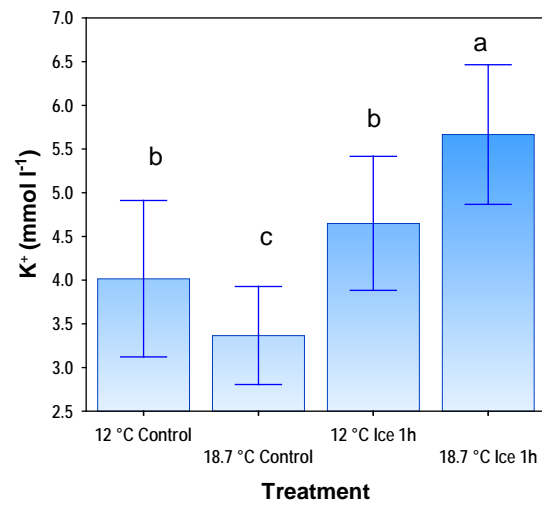 7.0
6.5
6.0
5.5
5.0
4.5
4.0
3.5
3.0
2.5
K⁺ (mmol l⁻¹)
b
c
b
a
12 °C Control
18.7 °C Control
12 °C Ice 1h
18.7 °C Ice 1h
Treatment